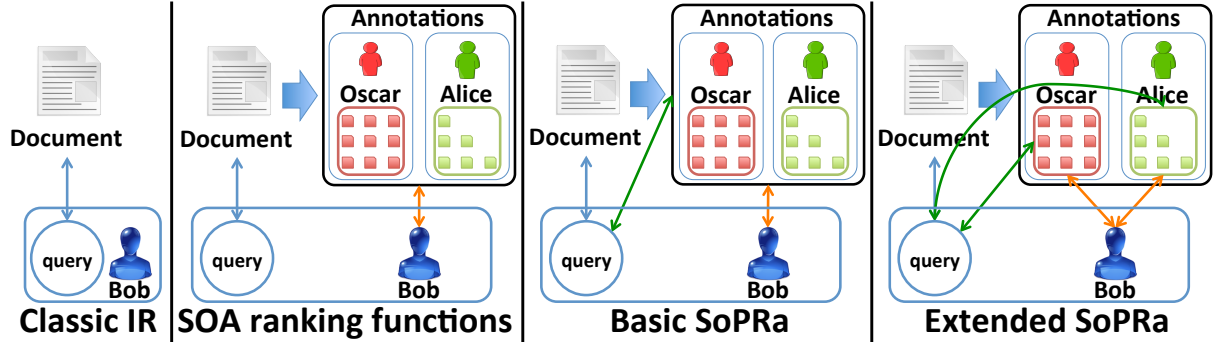 Document
query
Bob
Classic IR
Annotations
Oscar Alice
Document
query
Bob
SOA ranking functions
Annotations
Oscar Alice
Document
query
Bob
Basic SoPRa
Annotations
Oscar Alice
Document
query
Bob
Extended SoPRa